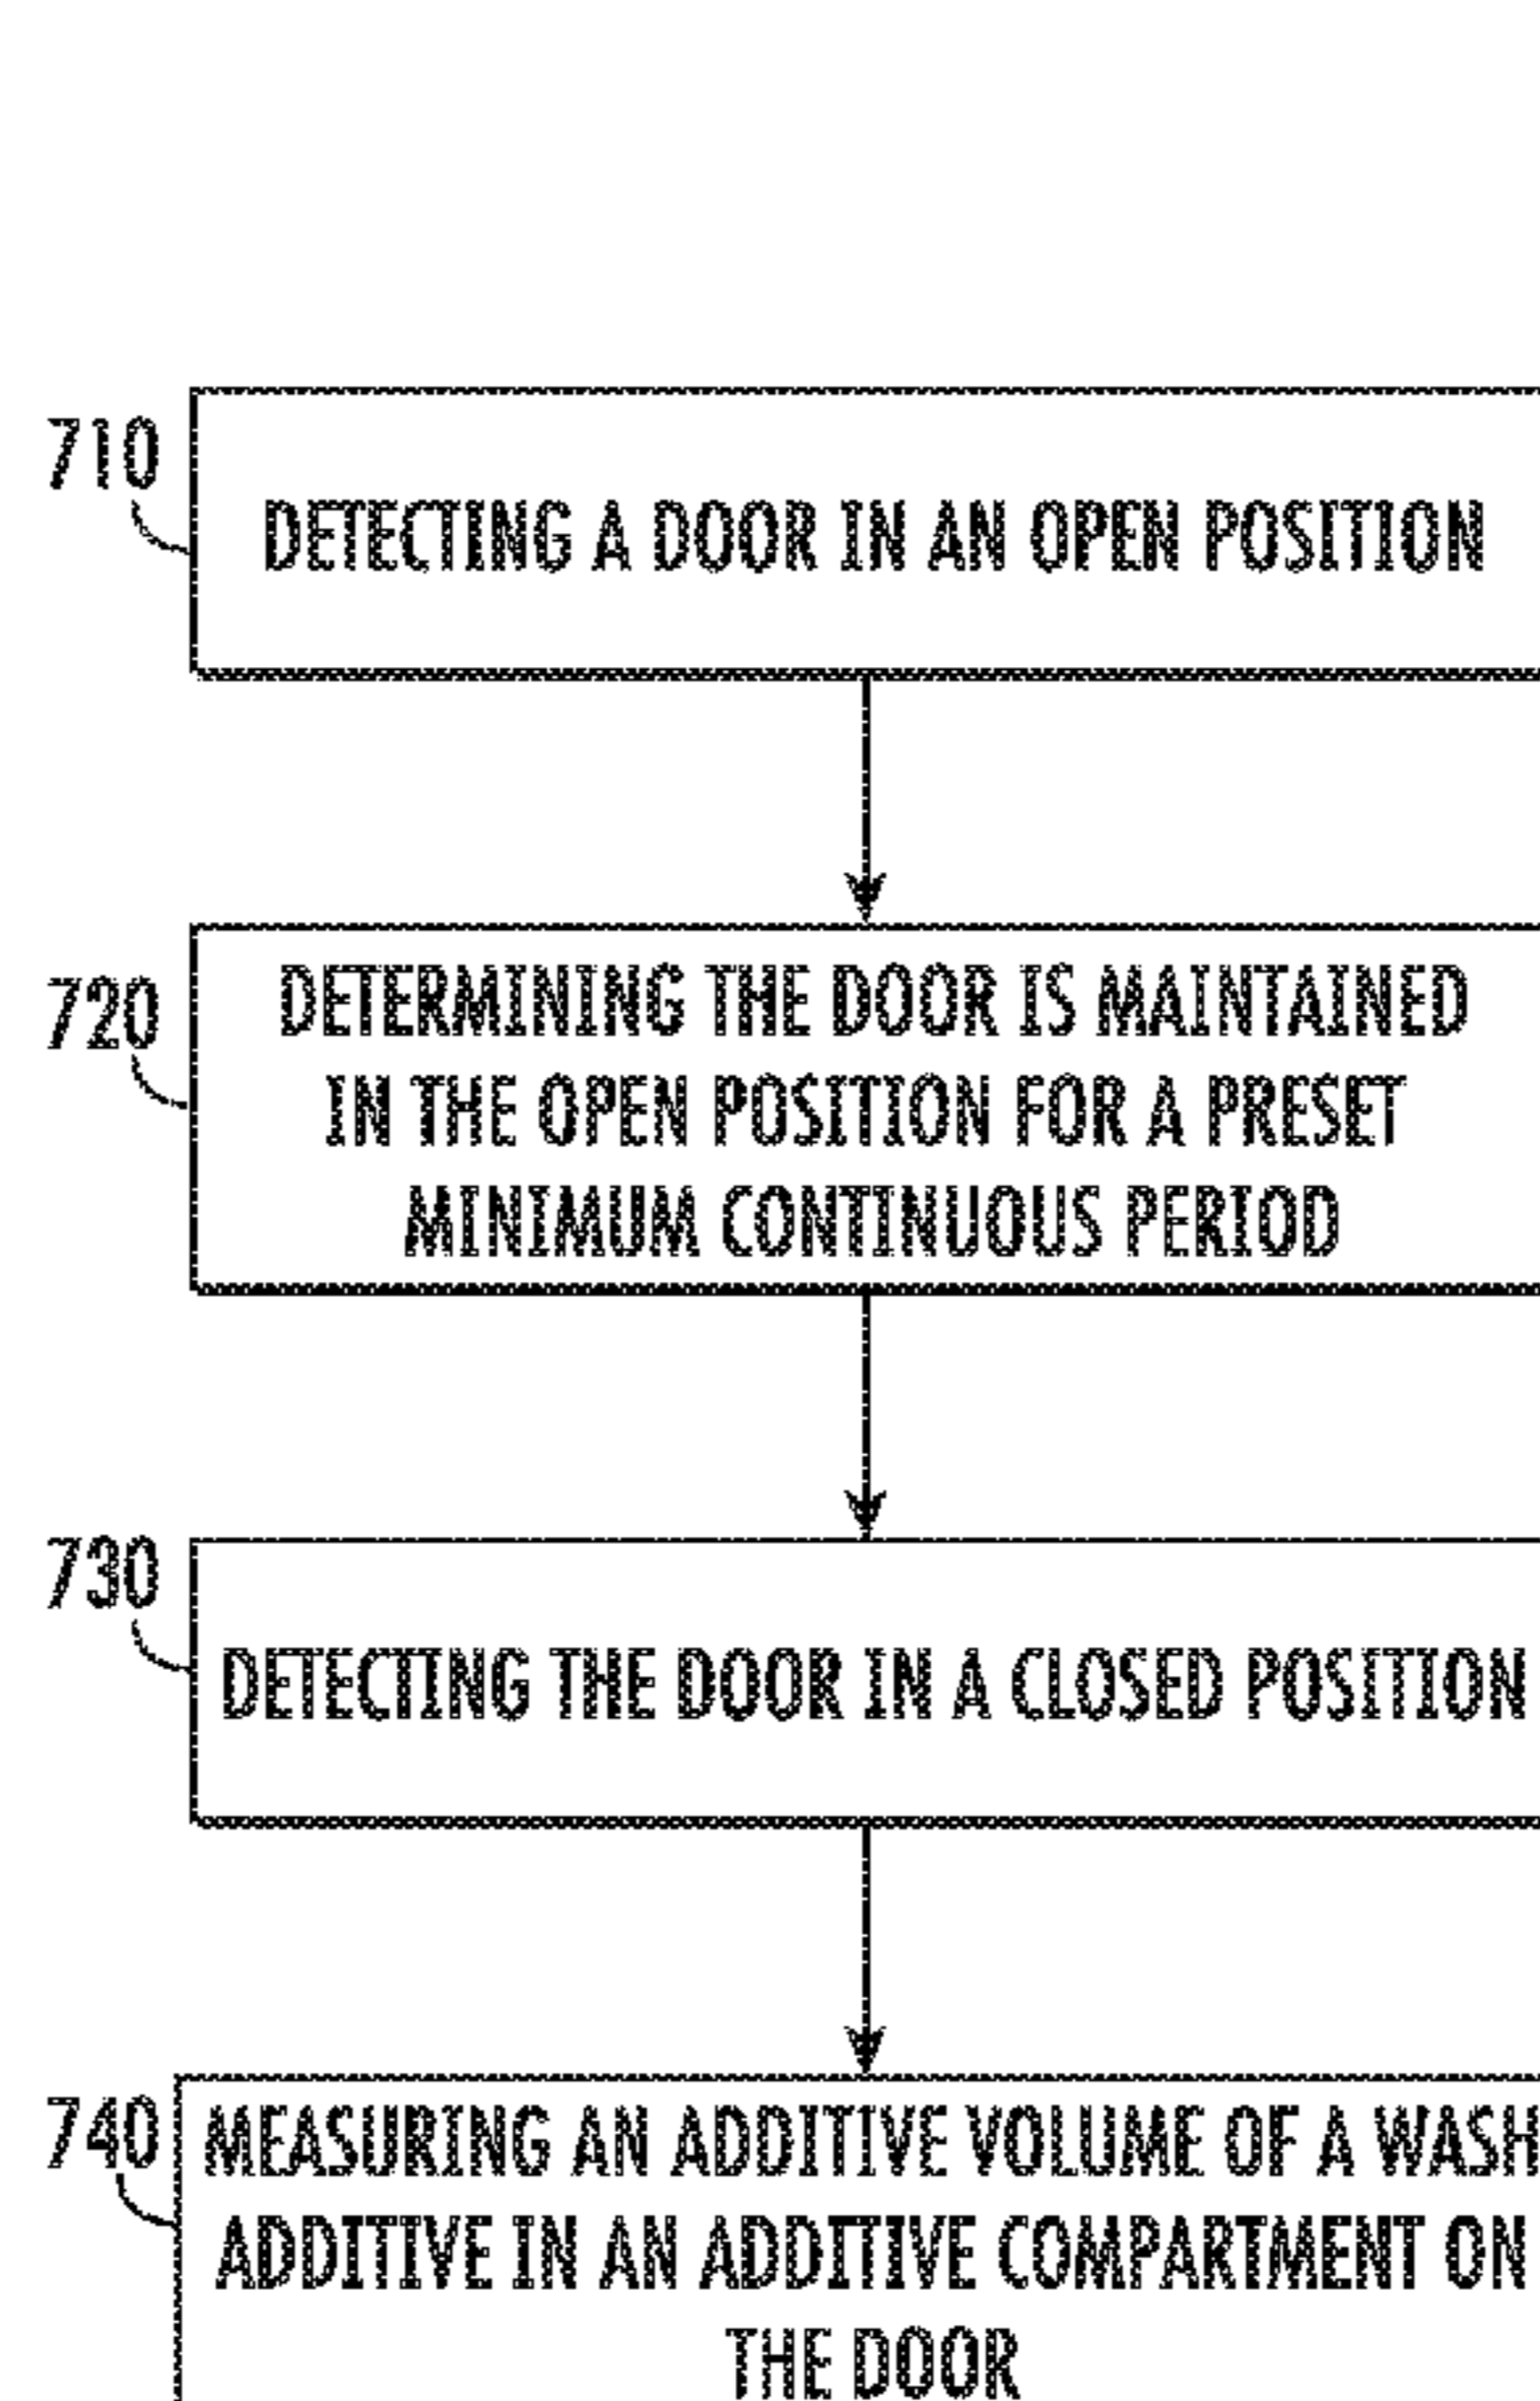 710
DETECTING A DOOR IN AN OPEN POSITION
720
DETERMINING THE DOOR IS MAINTAINED
IN THE OPEN POSITION FOR A PRESET
MINIMUM CONTINUOUS PERIOD
730
DETECTING THE DOOR IN A CLOSED POSITION
740
MEASURING AN ADDITIVE VOLUME OF A WASH
ADDITIVE IN AN ADDITIVE COMPARTMENT ON
THE DOOR